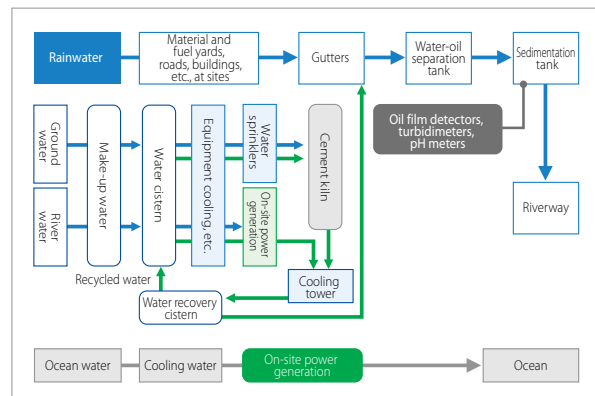 Rainwater
Material and
fuel yards,
roads, buildings,
etc., at sites
Gutters
Water-oil
separation
tank
Sedimentation
tank
Oil film detectors,
turbidimeters,
pH meters
Riverway
Ground
water
River
water
Make-up water
Water cistern
Equipment cooling, etc.
Water
sprinklers
On-site power
generation
Cement kiln
Cooling
tower
Recycled water
Water recovery
cistern
Ocean water
Cooling water
On-site power
generation
Ocean